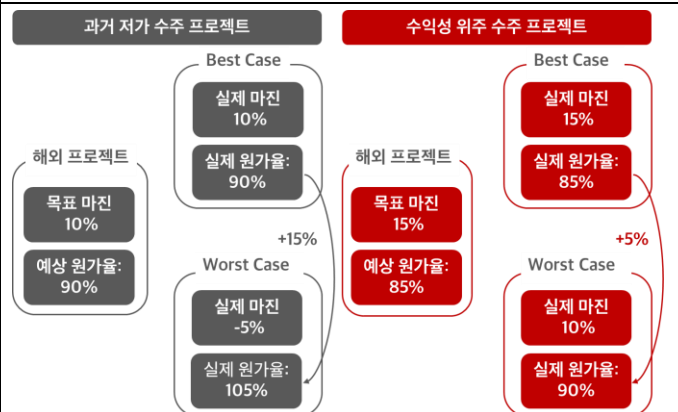 과거 저가 수주 프로젝트
Best Case
실제 마진
10%
실제 원가율:
90%
해외 프로젝트
목표 마진
10%
예상 원가율:
90%
+15%
Worst Case
실제 마진
-5%
실제 원가율:
105%
수익성 위주 수주 프로젝트
Best Case
실제 마진
15%
실제 원가율:
85%
해외 프로젝트
목표 마진
15%
예상 원가율:
85%
+5%
Worst Case
실제 마진
10%
실제 원가율:
90%